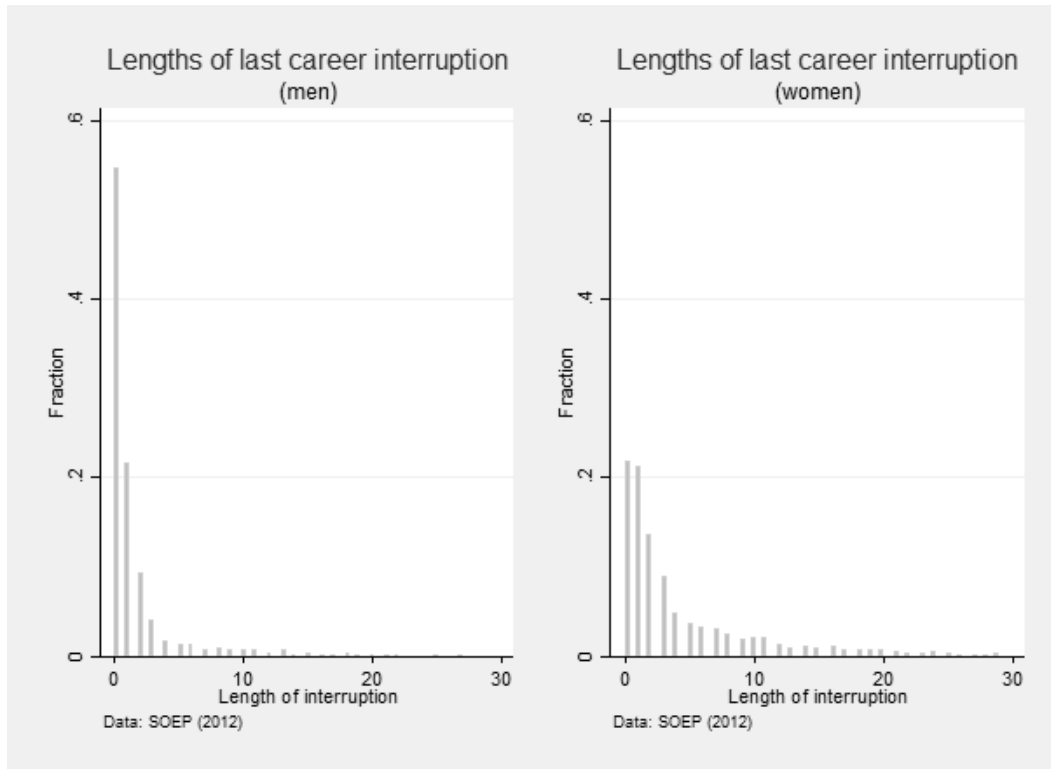 Lengths of last career interruption
(men)
.6
.4
.2
0
Fraction
0 10 20 30
Length of interruption
Data: SOEP (2012)
Lengths of last career interruption
(women)
.6
.4
.2
0
Fraction
0 10 20 30
Length of interruption
Data: SOEP (2012)